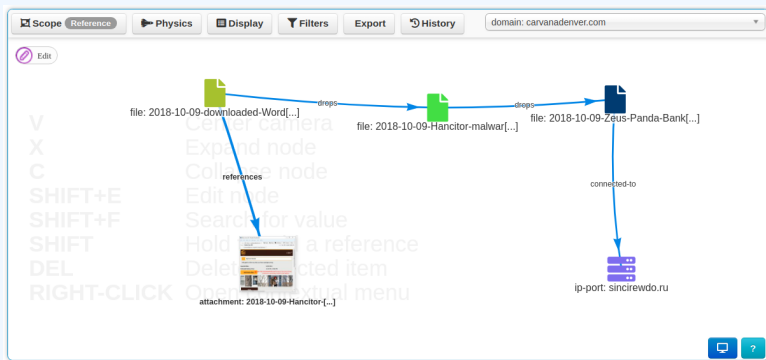 Scope Reference Physics Display Filters Export History domain: carvanadenver.com
Edit
drops
drops
file: 2018-10-09-downloaded-Word[...]
file: 2018-10-09-Hancitor-malwar[...]
file: 2018-10-09-Zeus-Panda-Bank[...]
V Center camera
X Expand node
C Collapse node
references
connected-to
SHIFT+E Edit node
SHIFT+F Search for value
SHIFT Hold a reference
DEL Delete selected item
RIGHT-CLICK Open contextual menu
ip-port: sincirewdo.ru
attachment: 2018-10-09-Hancitor-[...]
?